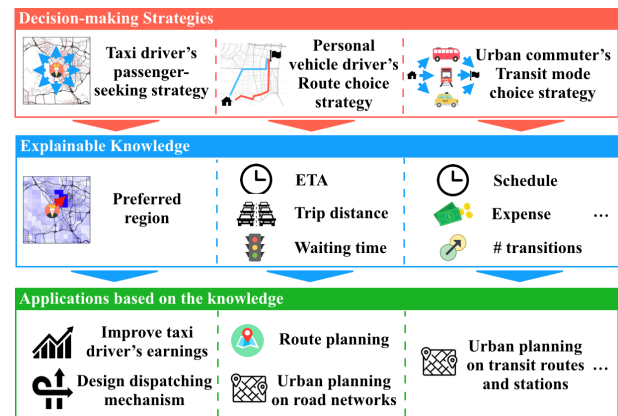 Decision-making Strategies
Taxi driver's
passenger-
seeking strategy
Personal
vehicle driver's
Route choice
strategy
Urban commuter's
Transit mode
choice strategy
Explainable Knowledge
Preferred
region
ETA
Trip distance
Waiting time
Schedule
Expense
...
# transitions
Applications based on the knowledge
Improve taxi
driver's earnings
Design dispatching
mechanism
Route planning
Urban planning
on road networks
Urban planning
on transit routes ...
and stations